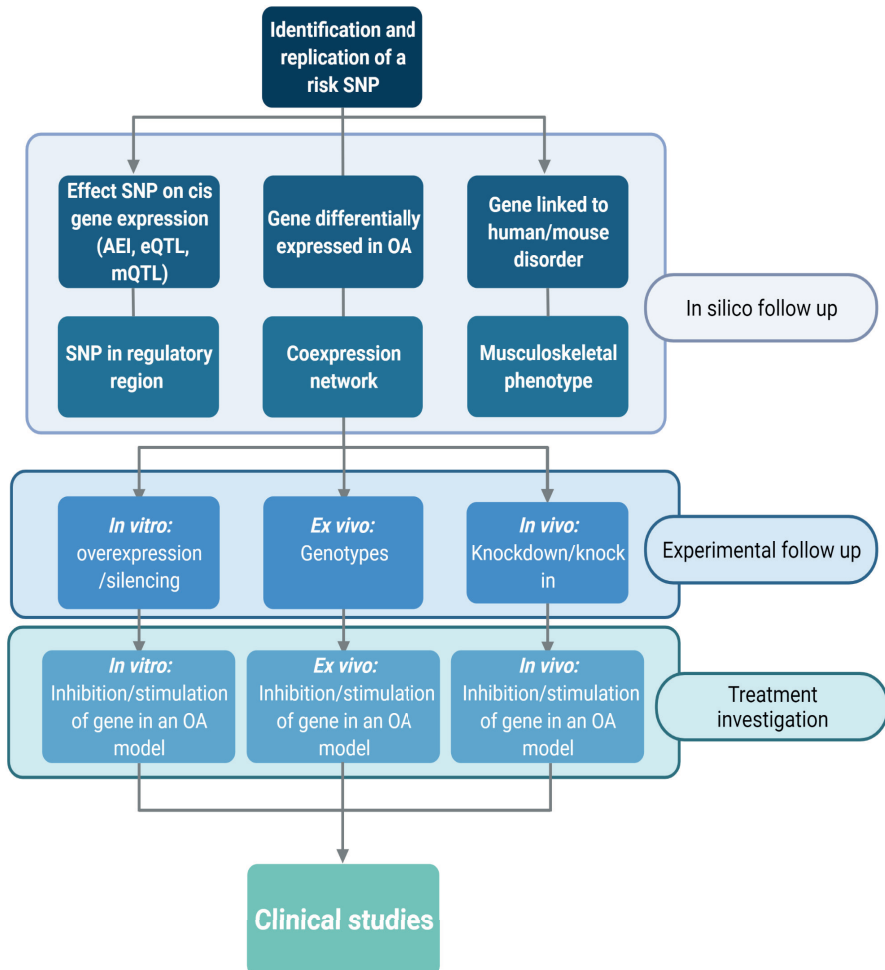 Identification and
replication of a
risk SNP
Effect SNP on cis
gene expression
(AEI, eQTL,
mQTL)
Gene differentially
expressed in OA
Gene linked to
human/mouse
disorder
In silico follow up
SNP in regulatory
region
Coexpression
network
Musculoskeletal
phenotype
In vitro:
overexpression
/silencing
Ex vivo:
Genotypes
In vivo:
Knockdown/knock
in
Experimental follow up
In vitro:
Inhibition/stimulation
of gene in an OA
model
Ex vivo:
Inhibition/stimulation
of gene in an OA
model
In vivo:
Inhibition/stimulation
of gene in an OA
model
Treatment
investigation
Clinical studies